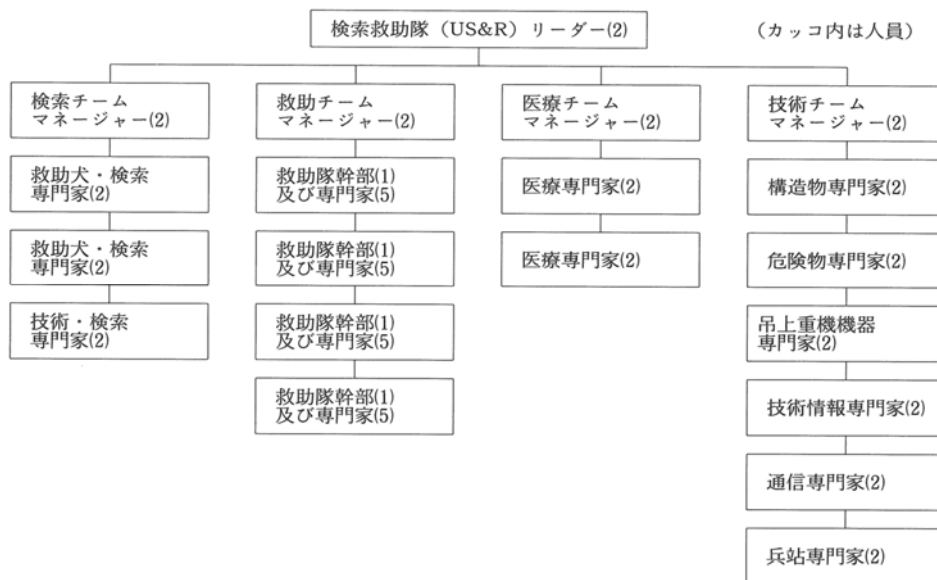 検索救助隊(US&R)リーダー(2)
(カッコ内は人員)
検索チーム
マネージャー(2)
救助犬・検索
専門家(2)
救助犬・検索
専門家(2)
技術・検索
専門家(2)
救助チーム
マネージャー(2)
救助隊幹部(1)
及び専門家(5)
救助隊幹部(1)
及び専門家(5)
救助隊幹部(1)
及び専門家(5)
救助隊幹部(1)
及び専門家(5)
医療チーム
マネージャー(2)
医療専門家(2)
医療専門家(2)
技術チーム
マネージャー(2)
構造物専門家(2)
危険物専門家(2)
吊上重機機器
専門家(2)
技術情報専門家(2)
通信専門家(2)
兵站専門家(2)